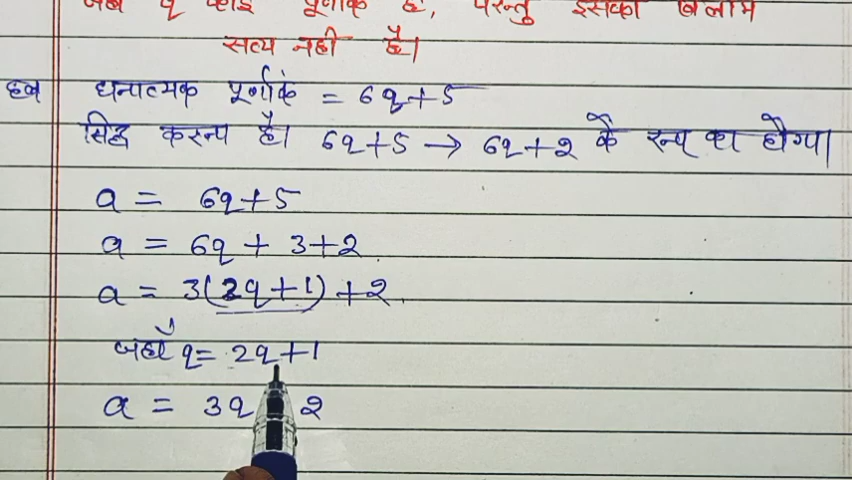 जब q कोई पूर्णांक है, परन्तु इसका बिलोम
सत्य नहीं है।
हल धनात्मक पूर्णांक = 6q+5
सिद्ध करना है। 6q+5 → 6q+2 के रूप का होगा।
a = 6q+5
a = 6q + 3+2
a = 3(2q+1) +2
जहाँ q = 2q+1
a = 3q 2